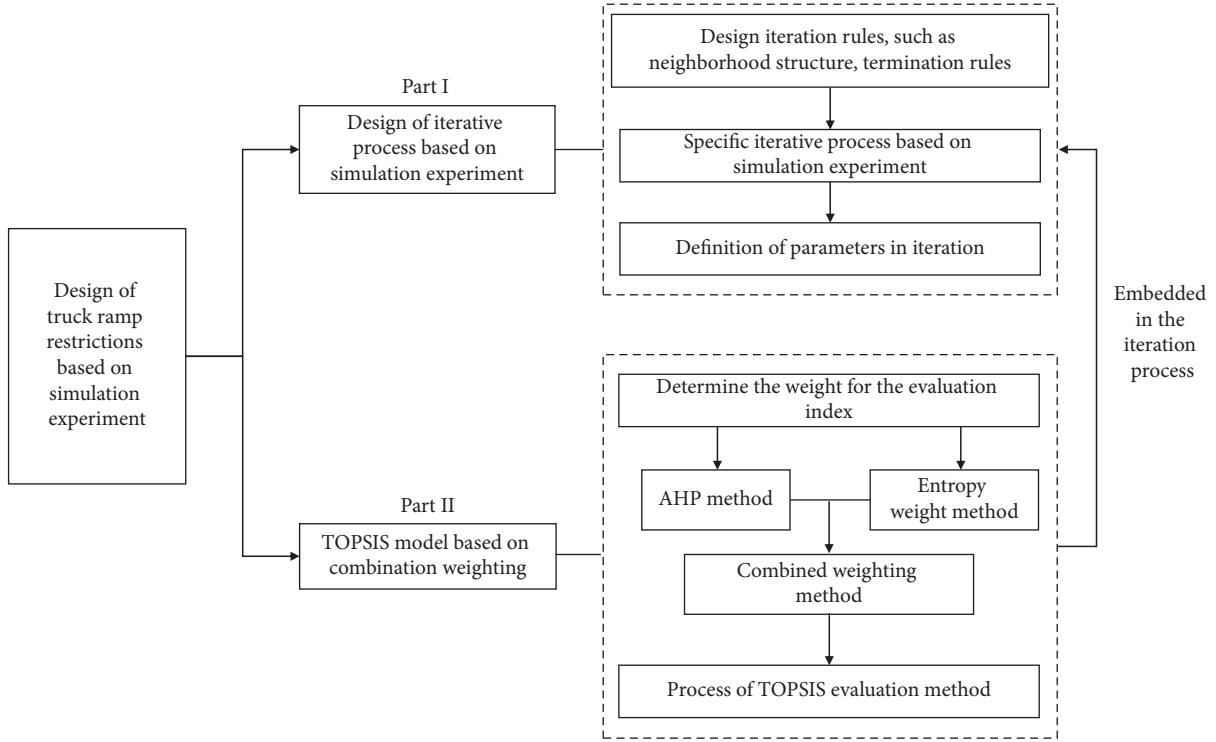 Design of
truck ramp
restrictions
based on
simulation
experiment
Part I
Design of iterative
process based on
simulation experiment
Design iteration rules, such as
neighborhood structure, termination rules
Specific iterative process based on
simulation experiment
Definition of parameters in iteration
Part II
TOPSIS model based on
combination weighting
Determine the weight for the evaluation
index
AHP method
Entropy
weight method
Combined weighting
method
Process of TOPSIS evaluation method
Embedded
in the
iteration
process